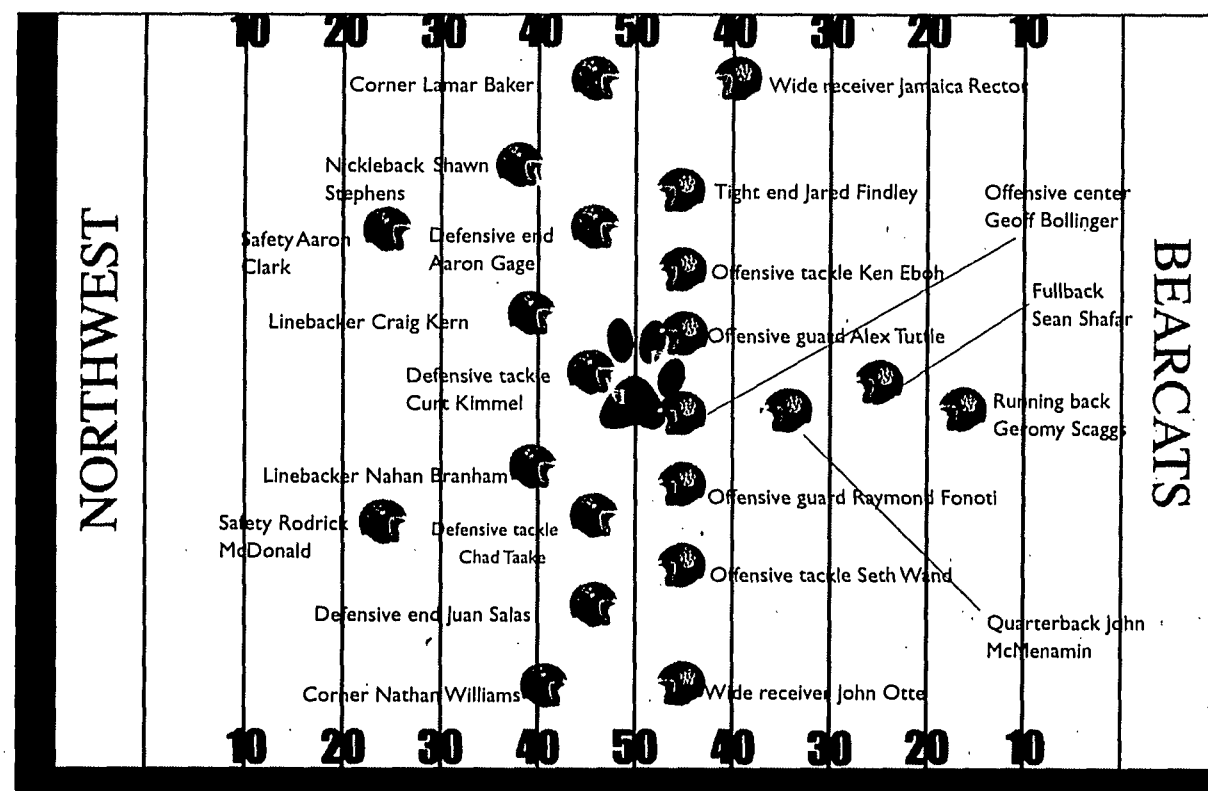 10 20 30 40 50 40 30 20 10
Corner Lamar Baker
Wide receiver Jamaica Rector
Nickleback Shawn
Stephens
Tight end Jared Findley
Offensive center
Geoff Bollinger
Safety Aaron
Clark
Defensive end
Aaron Gage
Offensive tackle Ken Eboh
Fullback
Sean Shafar
Linebacker Craig Kern
Offensive guard Alex Tuttle
Defensive tackle
Curt Kimmel
Running back
Geromy Scaggs
Linebacker Nahan Branham
Offensive guard Raymond Fonoti
Safety Rodrick
McDonald
Defensive tackle
Chad Taake
Offensive tackle Seth Wand
Defensive end Juan Salas
Quarterback John
McMenamin
Corner Nathan Williams
Wide receiver John Otte
10 20 30 40 50 40 30 20 10
NORTHWEST
BEARCATS